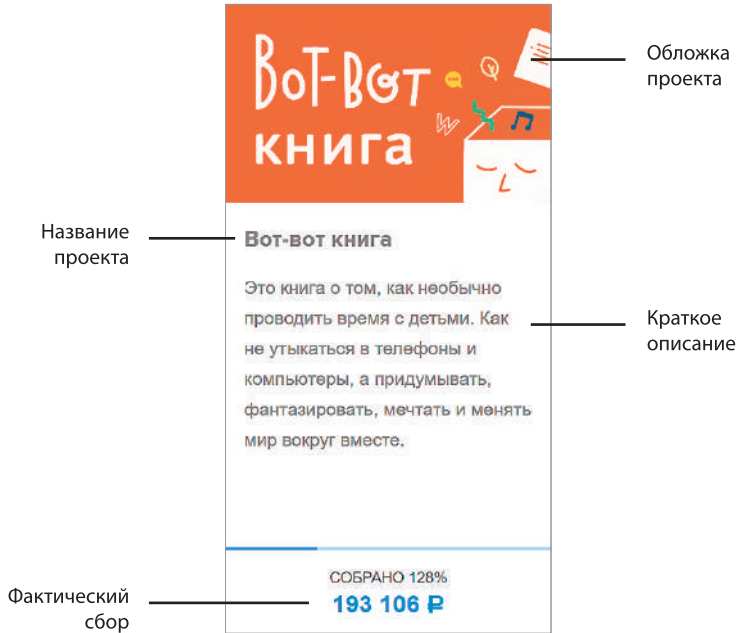 Вот-Вот
книга
Обложка
проекта
Название
проекта
Вот-вот книга
Это книга о том, как необычно
проводить время с детьми. Как
не утыкаться в телефоны и
компьютеры, а придумывать,
фантазировать, мечтать и менять
мир вокруг вместе.
Краткое
описание
СОБРАНО 128%
193 106 ₽
Фактический
сбор